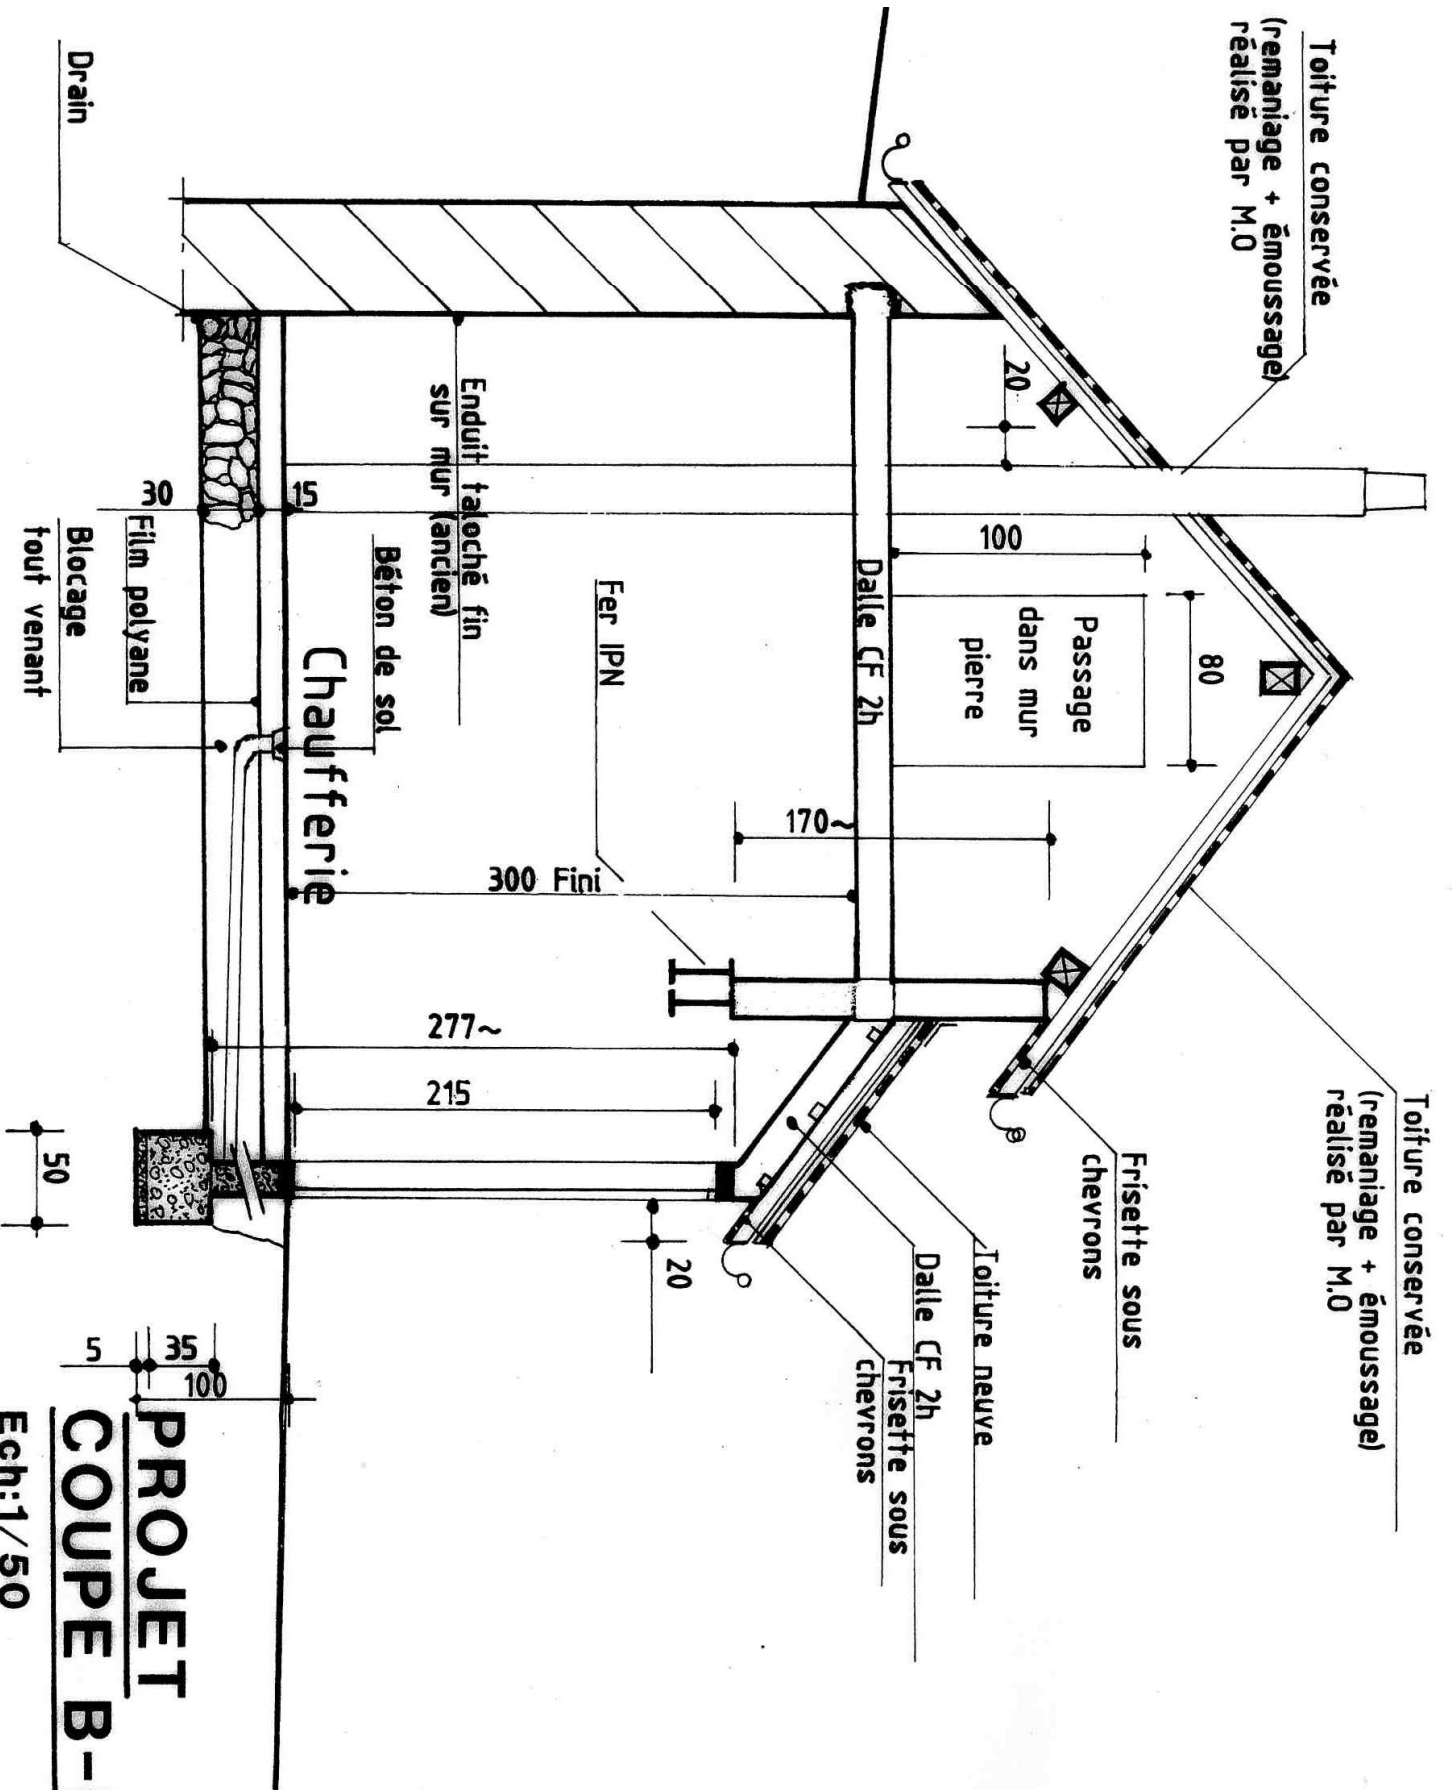 Toiture conservée
(remaniage + émoussage)
réalisé par M.O
Toiture conservée
(remaniage + émoussage)
réalisé par M.O
80
Passage
dans mur
pierre
100
20
170~
Frisette sous
chevrons
Dalle CF 2h
Toiture neuve
Dalle CF 2h
Frisette sous
chevrons
Fer IPN
300 Fini
20
Enduit taloché fin
sur mur (ancien)
277~
215
Béton de sol
Chaufferie
15
30
Film polyane
Blocage
tout venant
Drain
50
35
5
100
PROJET
COUPE B-
Ech:1/50